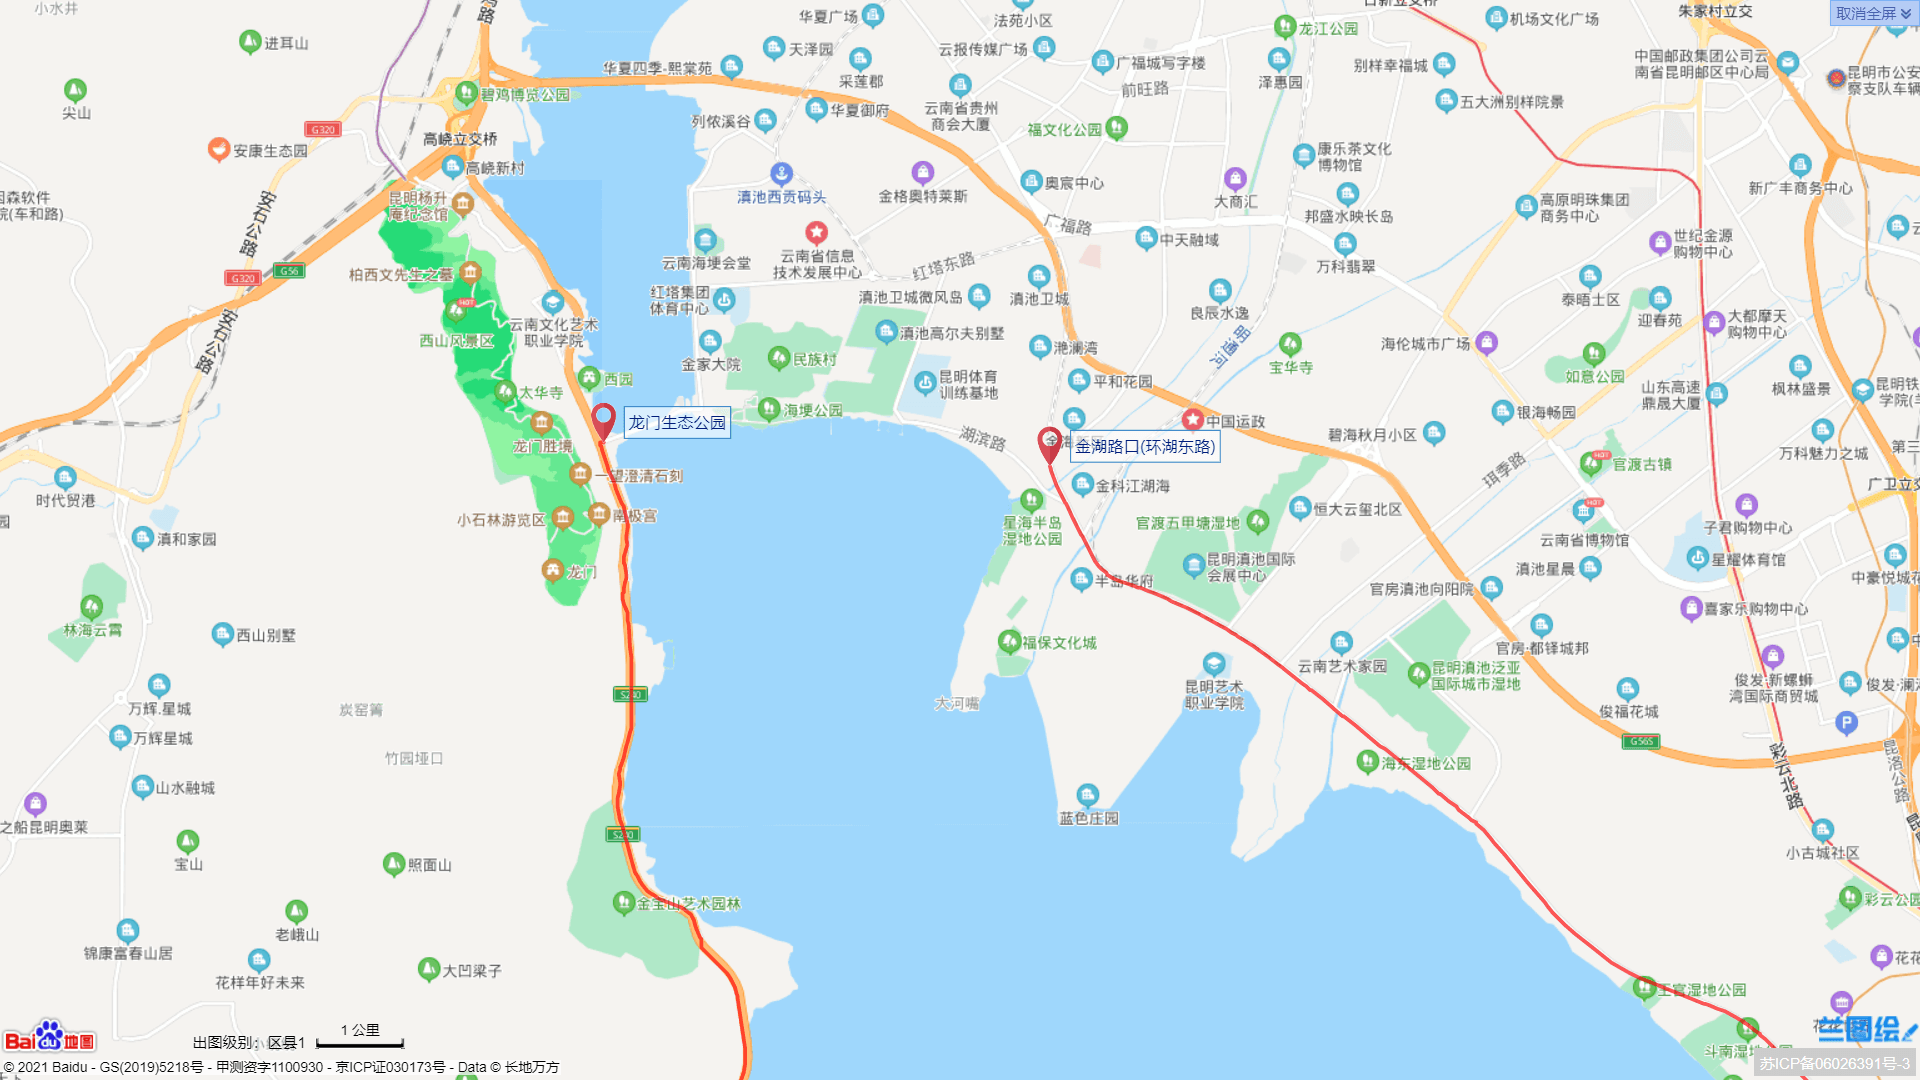 小水井
进耳山
尖山
G320
安康生态园
碧鸡博览公园
高峣立交桥
高峣新村
华夏四季-熙棠苑
华夏广场
天泽园
采莲郡
华夏御府
列侬溪谷
法苑小区
云报传媒广场
广福城写字楼
前旺路
云南省贵州
商会大厦
福文化公园
龙江公园
泽惠园
别样幸福城
五大洲别样院景
机场文化广场
朱家村立交
取消全屏
中国邮政集团公司云
南省昆明邮区中心局
昆明市公安
察支队车辆
康乐茶文化
博物馆
新广丰商务中心
高原明珠集团
商务中心
世纪金源
购物中心
大商汇
邦盛水映长岛
万科翡翠
奥宸中心
金格奥特莱斯
滇池西贡码头
云南省信息
技术发展中心
云南海埂会堂
红塔集团
体育中心
红塔东路
广福路
中天融域
滇池卫城微风岛
滇池卫城
良辰水逸
明通河
滇池高尔夫别墅
滟澜湾
宝华寺
海伦城市广场
泰晤士区
迎春苑
大都摩天
购物中心
如意公园
山东高速
鼎晟大厦
枫林盛景
昆明铁
昆明杨升
庵纪念馆
安石公路
G320
G56
安石公路
柏西文先生之墓
HOT
西山风景区
云南文化艺术
职业学院
太华寺
西园
龙门胜境
龙门生态公园
一望澄清石刻
小石林游览区
南极宫
龙门
金家大院
民族村
海埂公园
昆明体育
训练基地
平和花园
中国运政
湖滨路
金湖路口(环湖东路)
金科江湖海
星海半岛
湿地公园
官渡五甲塘湿地
昆明滇池国际
会展中心
半岛华府
碧海秋月小区
银海畅园
珥季路
恒大云玺北区
HOT
官渡古镇
万科魅力之城
广卫立交
HOT
云南省博物馆
子君购物中心
星耀体育馆
滇池星晨
中豪悦城花
喜家乐购物中心
官房滇池向阳院
官房·都铎城邦
云南艺术家园
昆明滇池泛亚
国际城市湿地
俊发·新螺蛳
湾国际商贸城
俊福花城
G56S
彩云北路
昆洛公路
福保文化城
大河嘴
昆明艺术
职业学院
蓝色庄园
海东湿地公园
小古城社区
彩云公园
王官湿地公园
斗南湿地公园
时代贸港
滇和家园
林海云霄
西山别墅
万辉.星城
万辉星城
炭窑箐
竹园垭口
山水融城
之船昆明奥莱
宝山
照面山
老峨山
锦康富春山居
花样年好未来
大凹梁子
S240
S240
金宝山艺术园林
Bai du 地图
出图级别：区县1
1 公里
© 2021 Baidu - GS(2019)5218号 - 甲测资字1100930 - 京ICP证030173号 - Data © 长地万方
兰图绘
苏ICP备06026391号-3